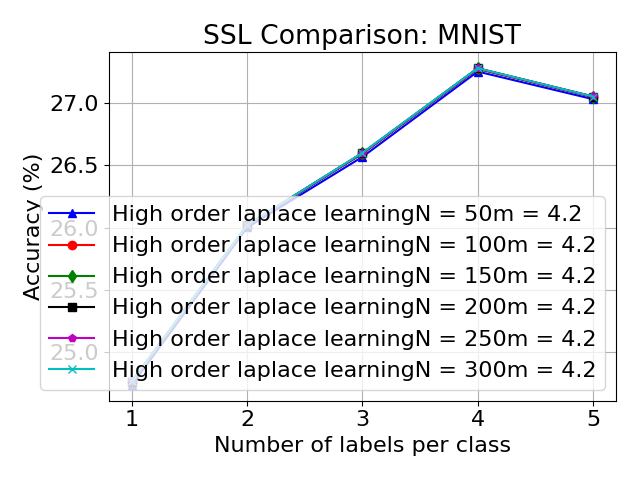 SSL Comparison: MNIST
27.0
26.5
26.0
25.5
25.0
Accuracy (%)
High order laplace learningN = 50m = 4.2
High order laplace learningN = 100m = 4.2
High order laplace learningN = 150m = 4.2
High order laplace learningN = 200m = 4.2
High order laplace learningN = 250m = 4.2
High order laplace learningN = 300m = 4.2
1 2 3 4 5
Number of labels per class